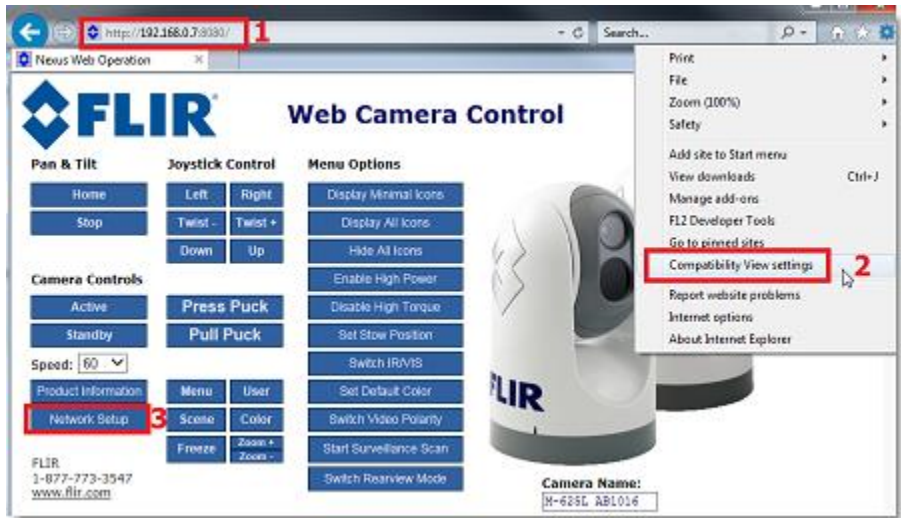 http://192.168.0.7:8080/
1
Search...
Nexus Web Operation
FLIR
Web Camera Control
Pan & Tilt
Home
Stop
Camera Controls
Active
Standby
Speed: 60
Product Information
Network Setup
3
FLIR
1-877-773-3547
www.flir.com
Joystick Control
Left Right
Twist - Twist +
Down Up
Press Puck
Pull Puck
Menu User
Scene Color
Freeze Zoom +
Zoom -
Menu Options
Display Minimal Icons
Display All Icons
Hide All Icons
Enable High Power
Disable High Torque
Set Stow Position
Switch IR/VIS
Set Default Color
Switch Video Polarity
Start Surveillance Scan
Switch Rearview Mode
FLIR
Camera Name:
M-625L AB1016
Print
File
Zoom (100%)
Safety
Add site to Start menu
View downloads Ctrl+J
Manage add-ons
F12 Developer Tools
Go to pinned sites
Compatibility View settings
2
Report website problems
Internet options
About Internet Explorer